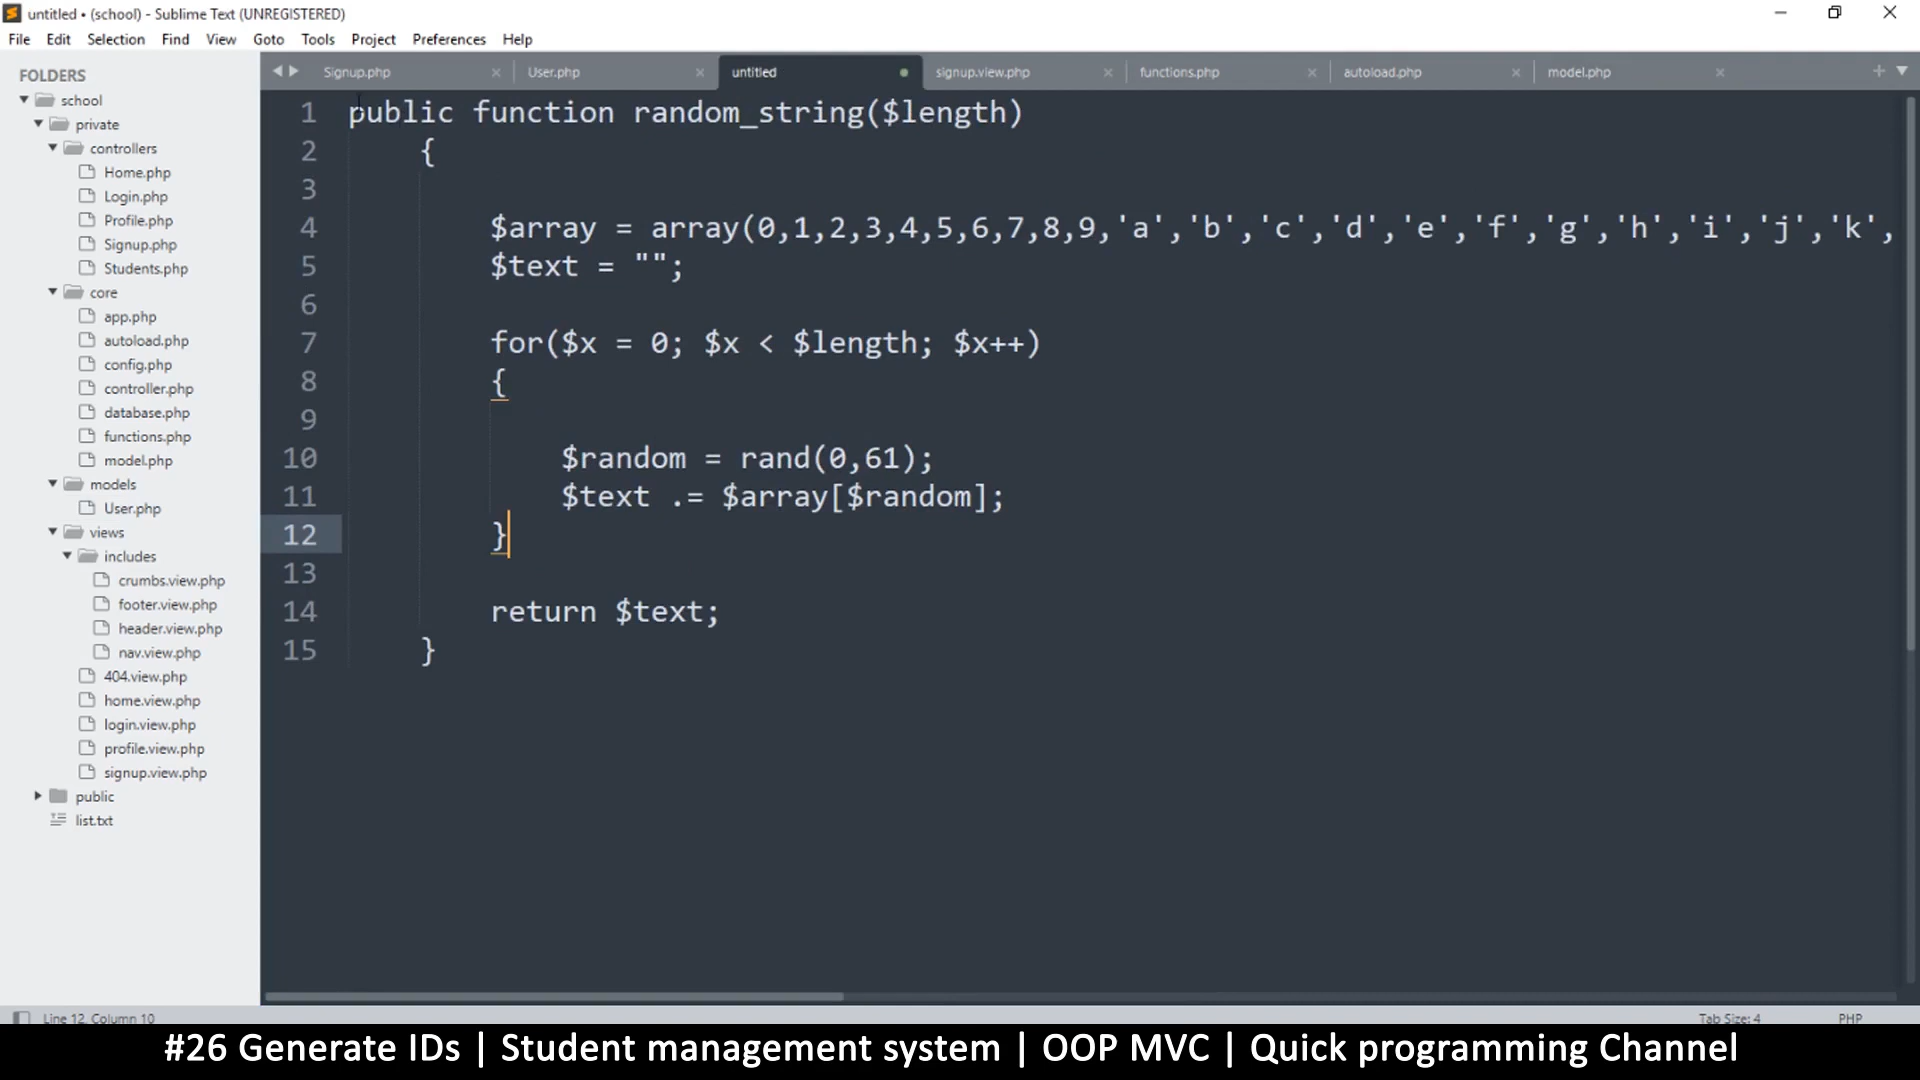 untitled • (school) - Sublime Text (UNREGISTERED)
File Edit Selection Find View Goto Tools Project Preferences Help
FOLDERS
school
private
controllers
Home.php
Login.php
Profile.php
Signup.php
Students.php
core
app.php
autoload.php
config.php
controller.php
database.php
functions.php
model.php
models
User.php
views
includes
crumbs.view.php
footer.view.php
header.view.php
nav.view.php
404.view.php
home.view.php
login.view.php
profile.view.php
signup.view.php
public
list.txt
Signup.php User.php untitled signup.view.php functions.php autoload.php model.php
1 public function random_string($length)
2 {
3
4 $array = array(0,1,2,3,4,5,6,7,8,9,'a','b','c','d','e','f','g','h','i','j','k',
5 $text = "";
6
7 for($x = 0; $x < $length; $x++)
8 {
9
10 $random = rand(0,61);
11 $text .= $array[$random];
12 }
13
14 return $text;
15 }
Line 12, Column 10 Tab Size: 4 PHP
#26 Generate IDs | Student management system | OOP MVC | Quick programming Channel